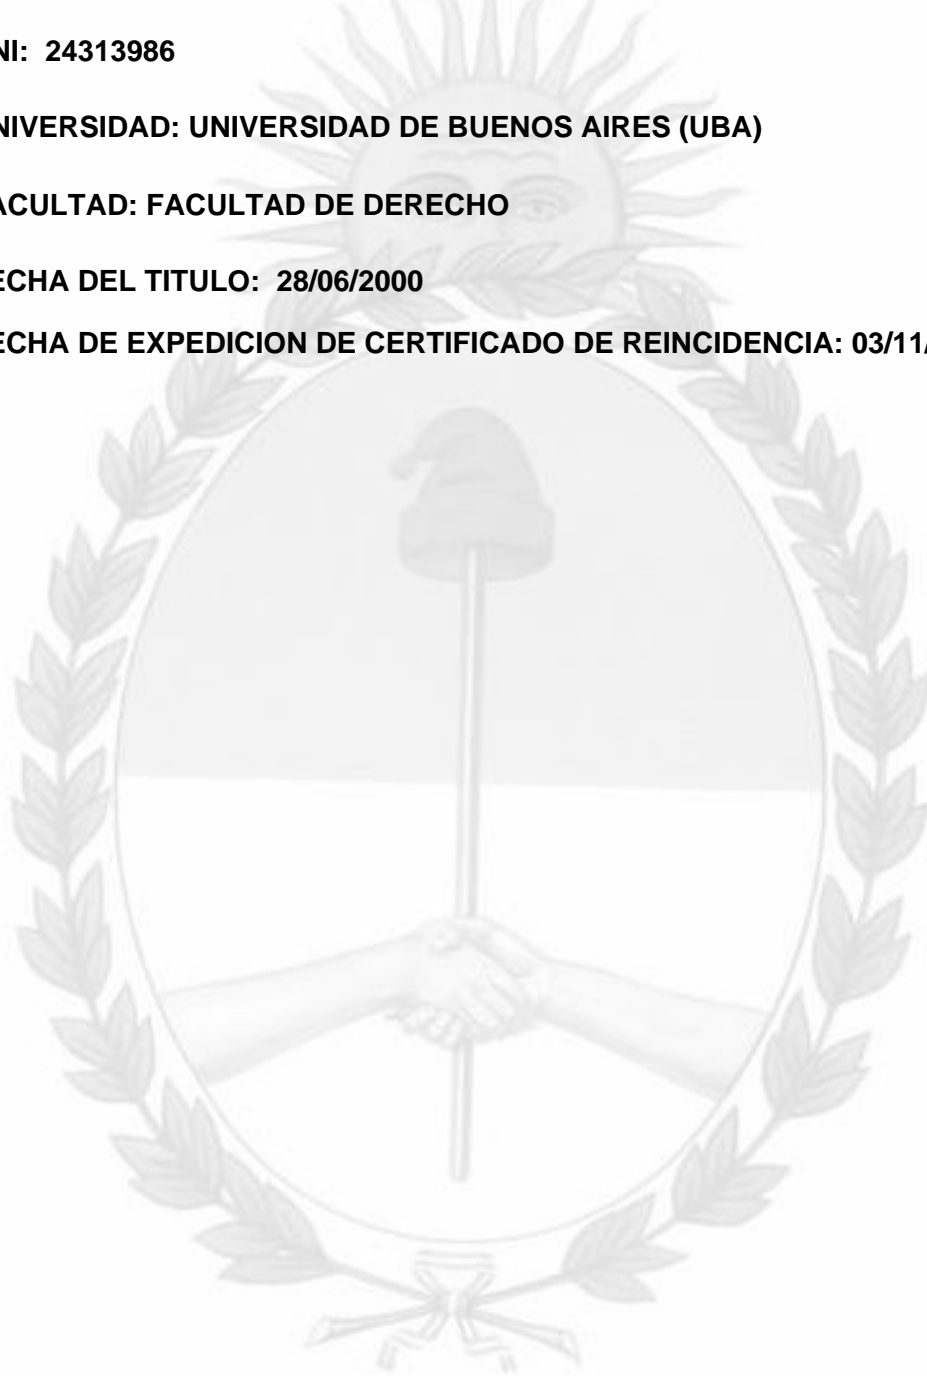 NI: 24313986
NIVERSIDAD: UNIVERSIDAD DE BUENOS AIRES (UBA)
ACULTAD: FACULTAD DE DERECHO
ECHA DEL TITULO: 28/06/2000
ECHA DE EXPEDICION DE CERTIFICADO DE REINCIDENCIA: 03/11/